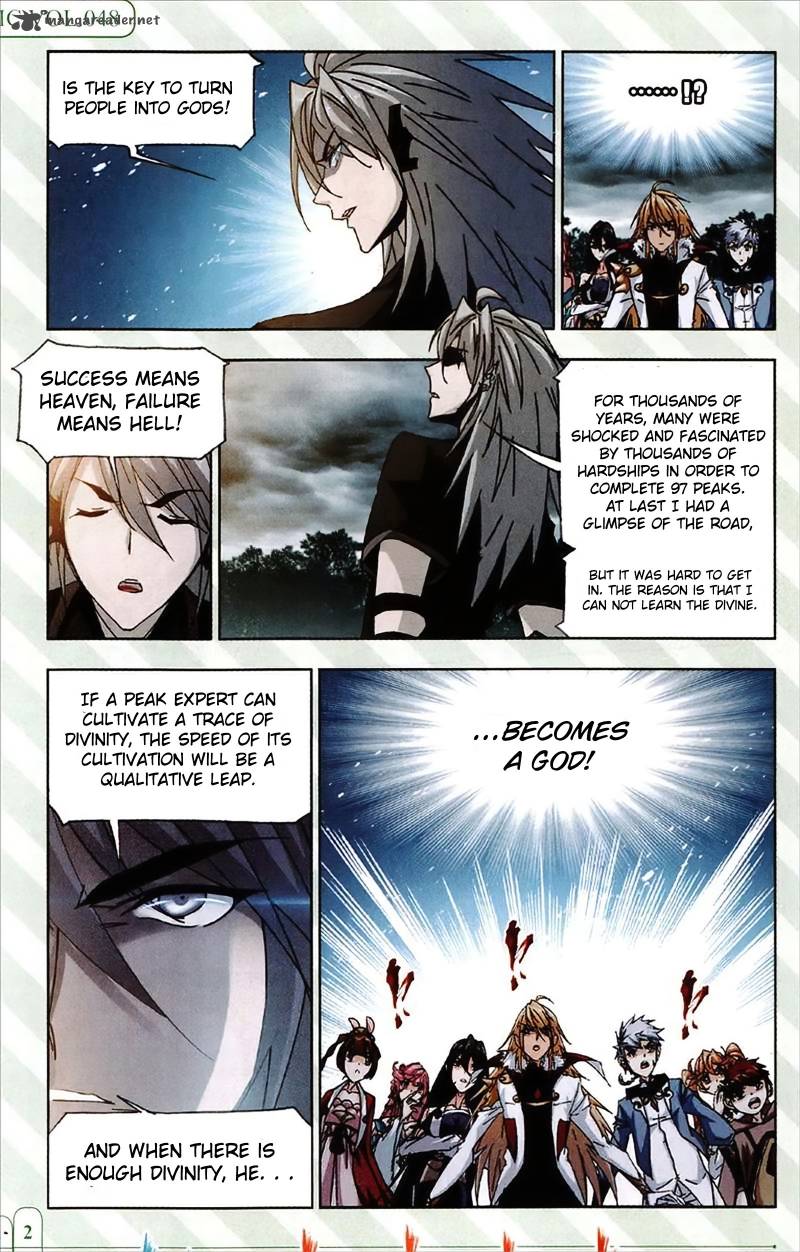 IGN OL 048
mangareader.net
IS THE KEY TO TURN
PEOPLE INTO GODS!
......!?
SUCCESS MEANS
HEAVEN, FAILURE
MEANS HELL!
FOR THOUSANDS OF
YEARS, MANY WERE
SHOCKED AND FASCINATED
BY THOUSANDS OF
HARDSHIPS IN ORDER TO
COMPLETE 97 PEAKS.
AT LAST I HAD A
GLIMPSE OF THE ROAD,
BUT IT WAS HARD TO GET
IN. THE REASON IS THAT I
CAN NOT LEARN THE DIVINE.
IF A PEAK EXPERT CAN
CULTIVATE A TRACE OF
DIVINITY, THE SPEED OF ITS
CULTIVATION WILL BE A
QUALITATIVE LEAP.
...BECOMES
A GOD!
!!
!!
!!
AND WHEN THERE IS
ENOUGH DIVINITY, HE. . .
2